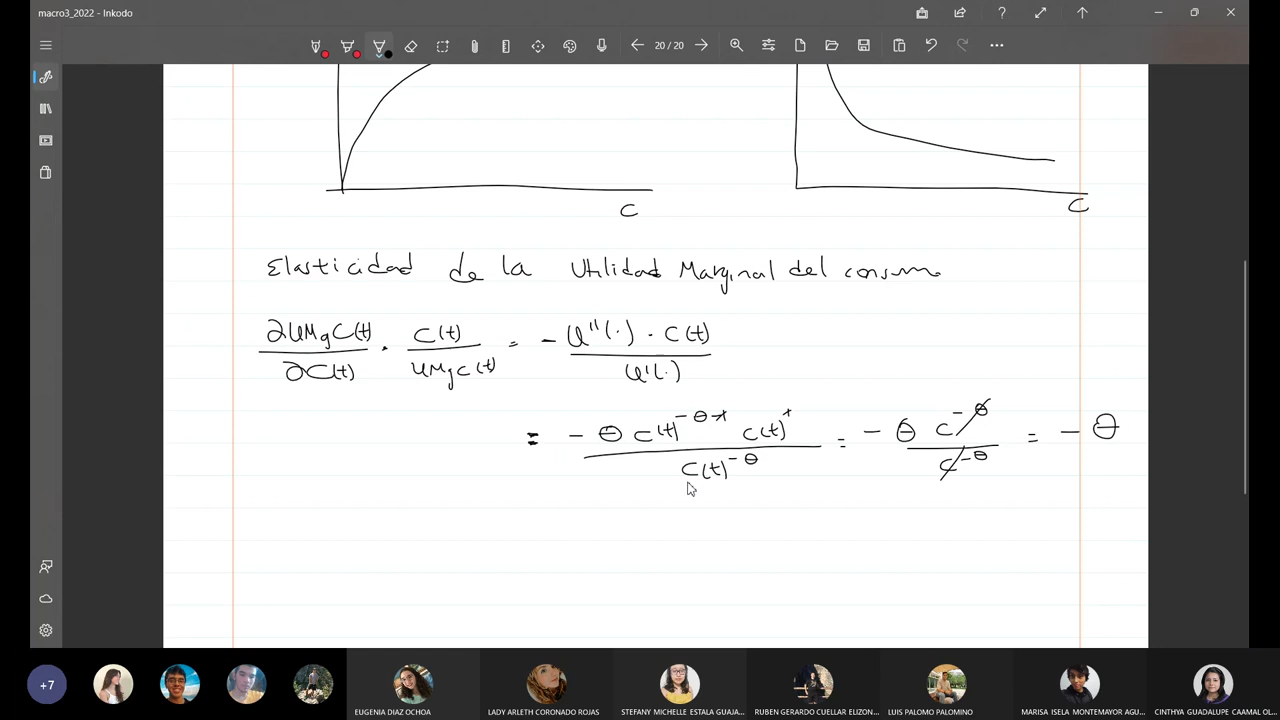 macro3_2022 - Inkodo
20/20
C
C
Elasticidad de la Utilidad Marginal del consumo
∂UMgC(t) / ∂C(t) · C(t) / UMgC(t) = - U''(·) · C(t) / U'(·)
= - θ C(t)^-θ-1 C(t)^1 / C(t)^-θ = - θ C^-θ / C^-θ = - θ
+7
EUGENIA DIAZ OCHOA
LADY ARLETH CORONADO ROJAS
STEFANY MICHELLE ESTALA GUAJA...
RUBEN GERARDO CUELLAR ELIZON...
LUIS PALOMO PALOMINO
MARISA ISELA MONTEMAYOR AGU...
CINTHYA GUADALUPE CAAMAL OL...